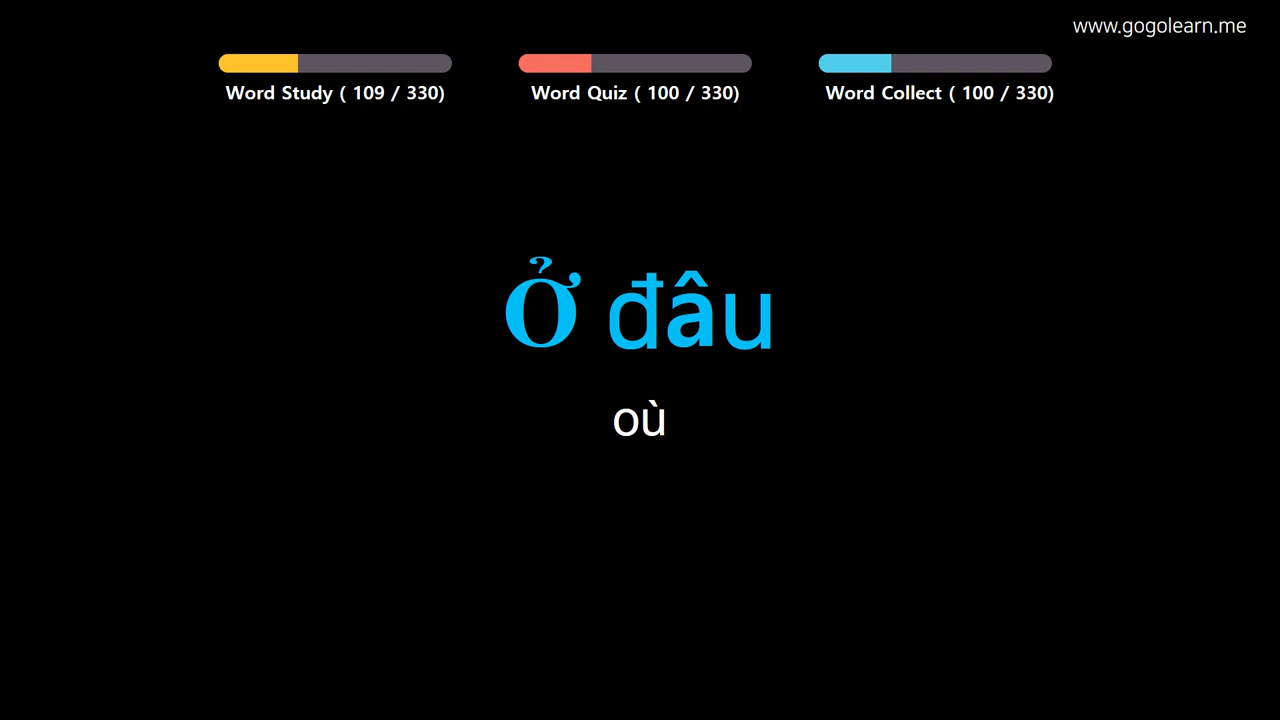 www.gogolearn.me
Word Study ( 109 / 330)
Word Quiz ( 100 / 330)
Word Collect ( 100 / 330)
Ở đâu
où